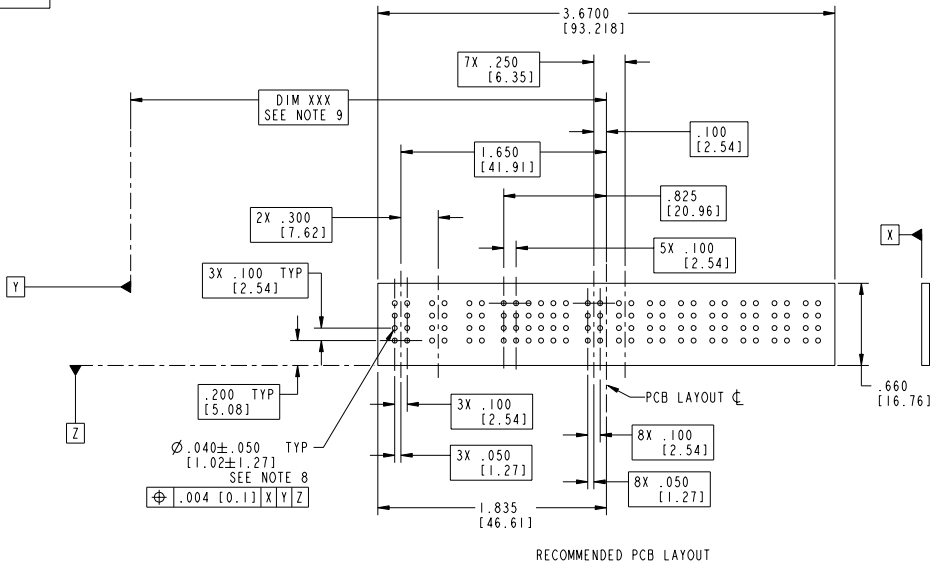 3.6700
[93.218]
7X .250
[6.35]
DIM XXX
SEE NOTE 9
.100
[2.54]
1.650
[41.91]
.825
[20.96]
2X .300
[7.62]
5X .100
[2.54]
X
3X .100 TYP
[2.54]
Y
.200 TYP
[5.08]
.660
[16.76]
PCB LAYOUT ℄
Z
3X .100
[2.54]
8X .100
[2.54]
Ø.040±.050 TYP
[1.02±1.27]
SEE NOTE 8
3X .050
[1.27]
⌖ .004 [0.1] X Y Z
8X .050
[1.27]
1.835
[46.61]
RECOMMENDED PCB LAYOUT